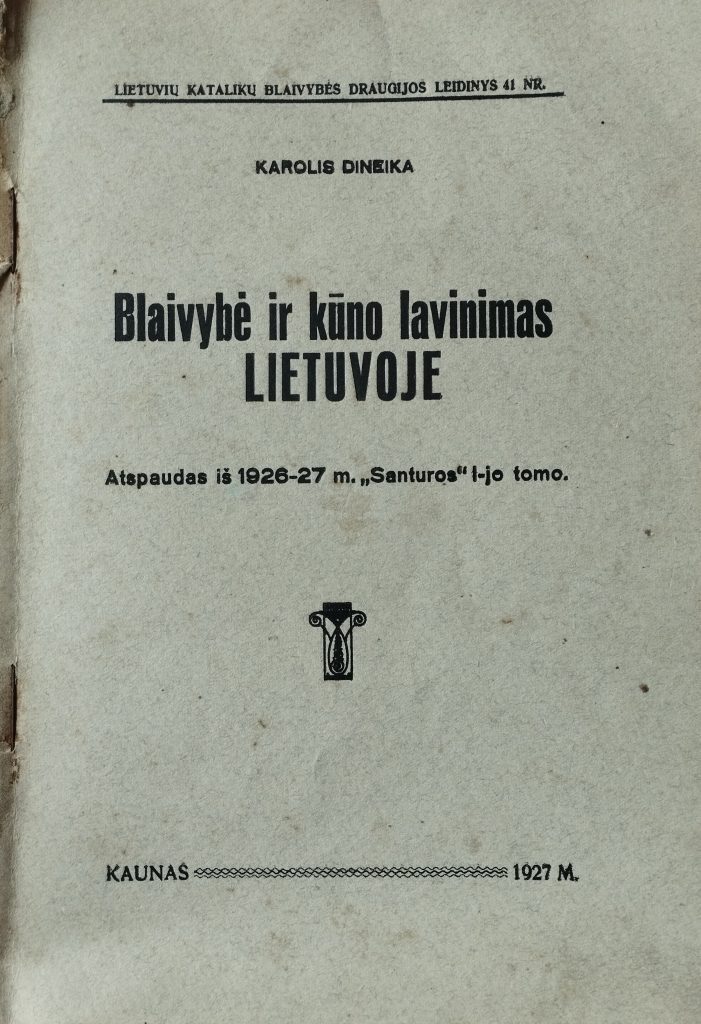 LIETUVIŲ KATALIKŲ BLAIVYBĖS DRAUGIJOS LEIDINYS 41 NR.
KAROLIS DINEIKA
Blaivybė ir kūno lavinimas
LIETUVOJE
Atspaudas iš 1926-27 m. „Santuros“ I-jo tomo.
KAUNAS 1927 M.